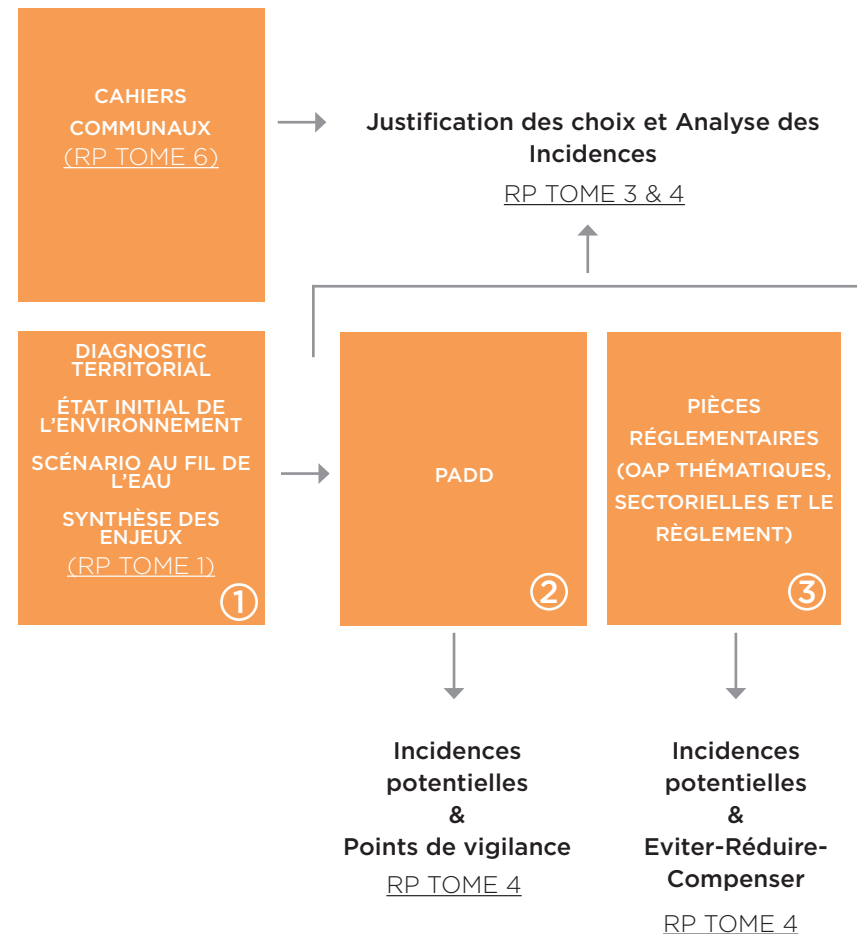 CAHIERS
COMMUNAUX
(RP TOME 6)
Justification des choix et Analyse des
Incidences
RP TOME 3 & 4
DIAGNOSTIC
TERRITORIAL
ÉTAT INITIAL DE
L'ENVIRONNEMENT
SCÉNARIO AU FIL DE
L'EAU
SYNTHÈSE DES
ENJEUX
(RP TOME 1)
1
PADD
2
PIÈCES
RÉGLEMENTAIRES
(OAP THÉMATIQUES,
SECTORIELLES ET LE
RÈGLEMENT)
3
Incidences
potentielles
&
Points de vigilance
RP TOME 4
Incidences
potentielles
&
Eviter-Réduire-
Compenser
RP TOME 4